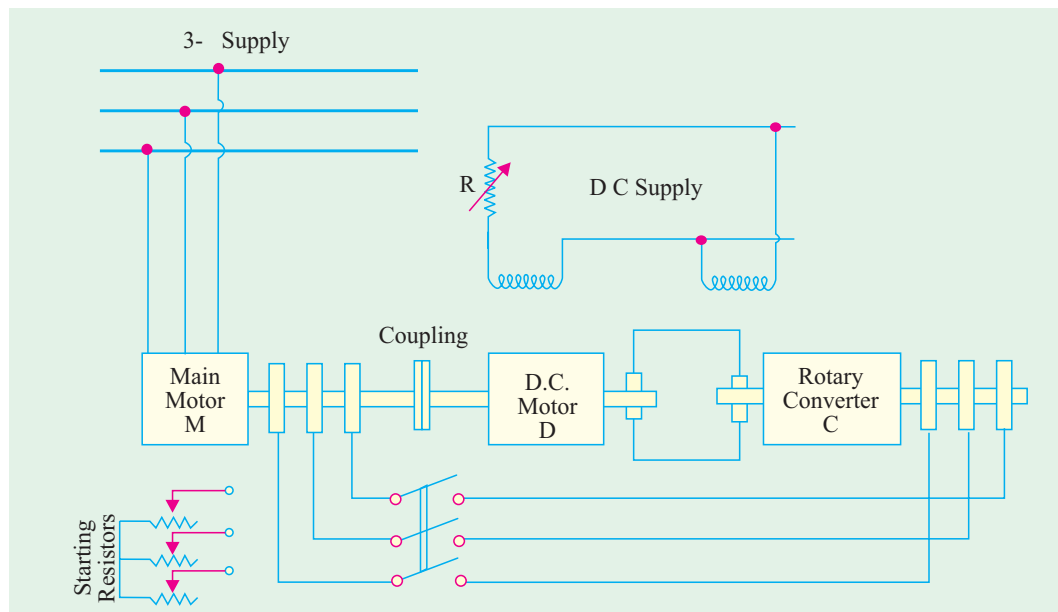 3- Supply
R
D C Supply
Coupling
Main
Motor
M
D.C.
Motor
D
Rotary
Converter
C
Starting
Resistors